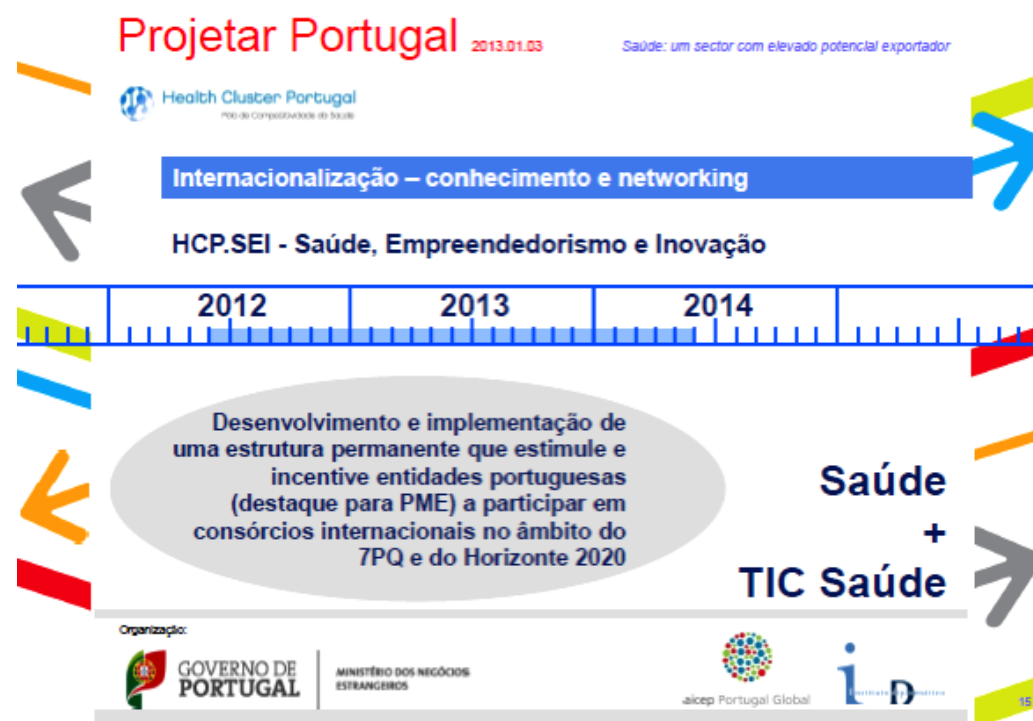 Projetar Portugal 2013.01.03
Saúde: um sector com elevado potencial exportador
Health Cluster Portugal
Pólo de Competitividade da Saúde
Internacionalização – conhecimento e networking
HCP.SEI - Saúde, Empreendedorismo e Inovação
2012 2013 2014
Desenvolvimento e implementação de
uma estrutura permanente que estimule e
incentive entidades portuguesas
(destaque para PME) a participar em
consórcios internacionais no âmbito do
7PQ e do Horizonte 2020
Saúde
+
TIC Saúde
Organização:
GOVERNO DE
PORTUGAL
MINISTÉRIO DOS NEGÓCIOS
ESTRANGEIROS
aicep Portugal Global
Instituto Diplomático
15